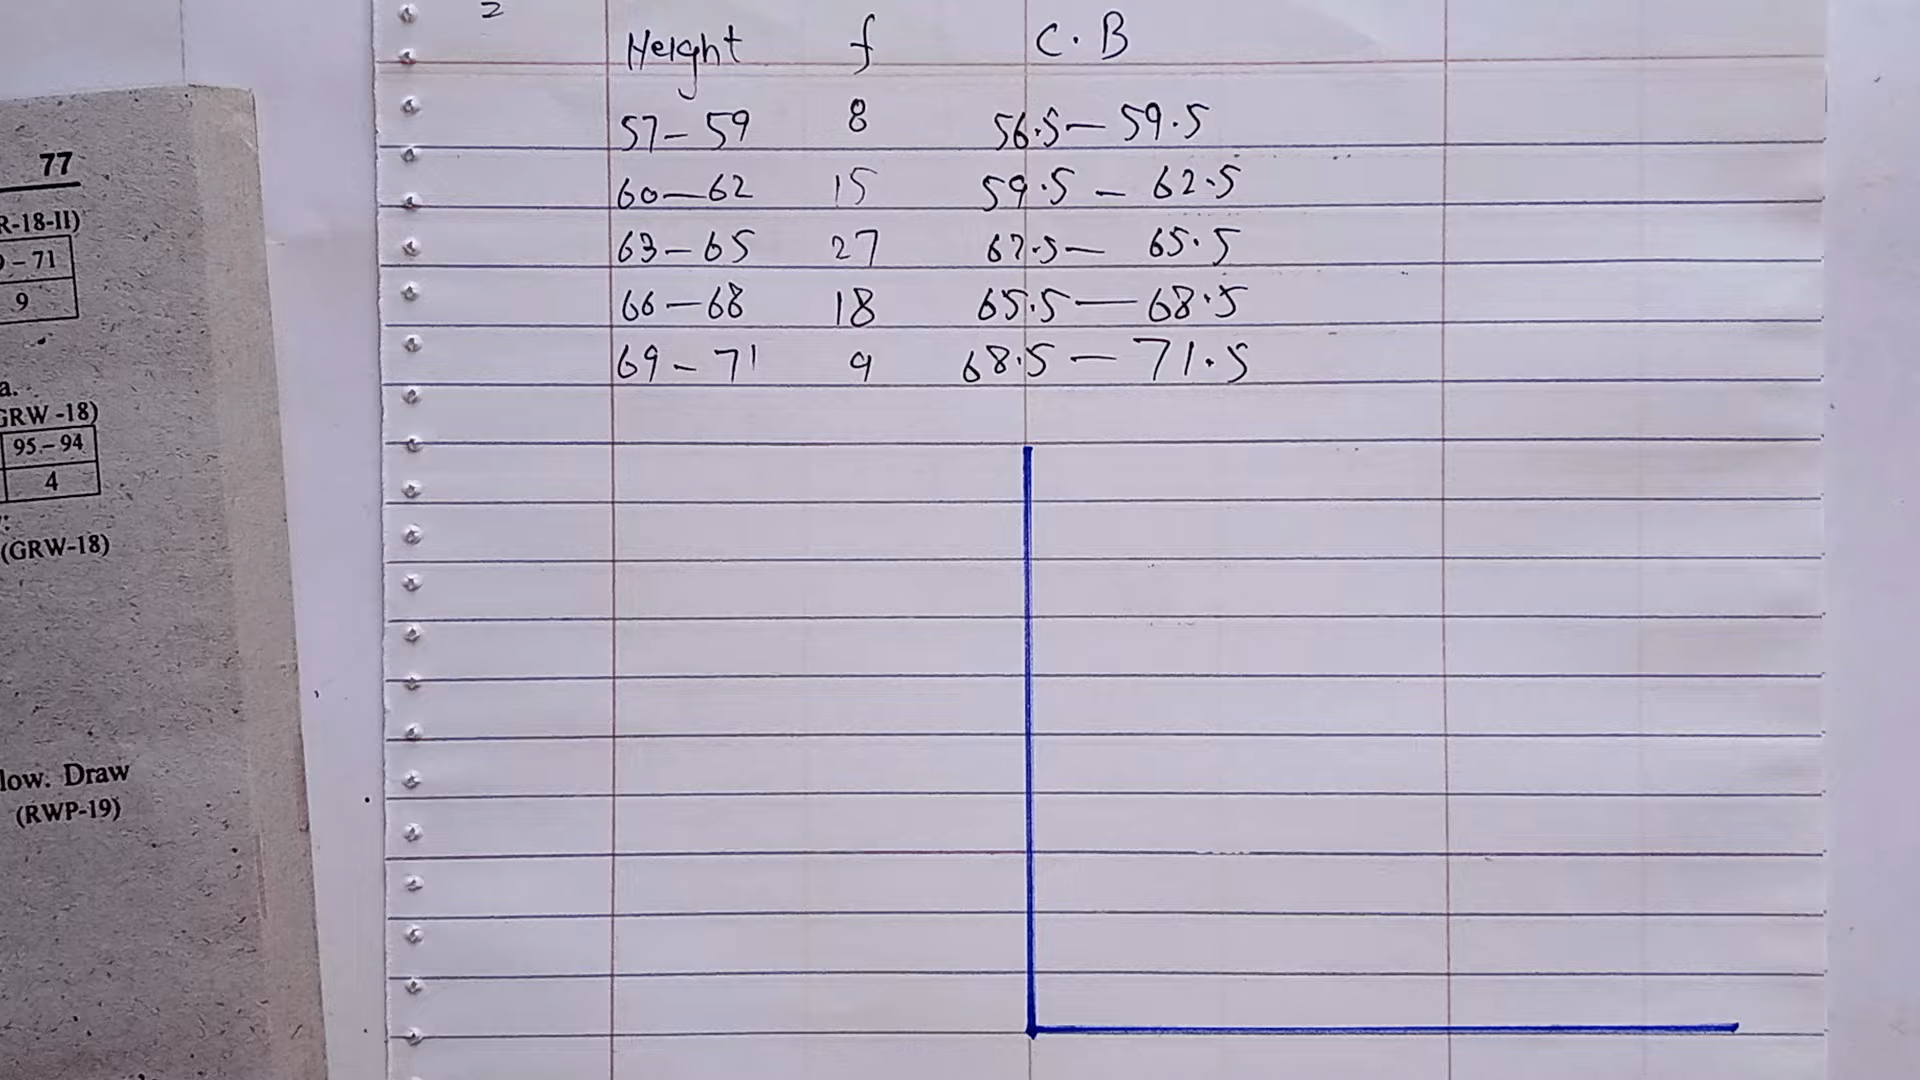 2
Height f C.B
57-59 8 56.5-59.5
60-62 15 59.5-62.5
63-65 27 62.5-65.5
66-68 18 65.5-68.5
69-71 9 68.5-71.5
77
R-18-II)
-71
9
a.
GRW -18)
95-94
4
(GRW-18)
low. Draw
(RWP-19)